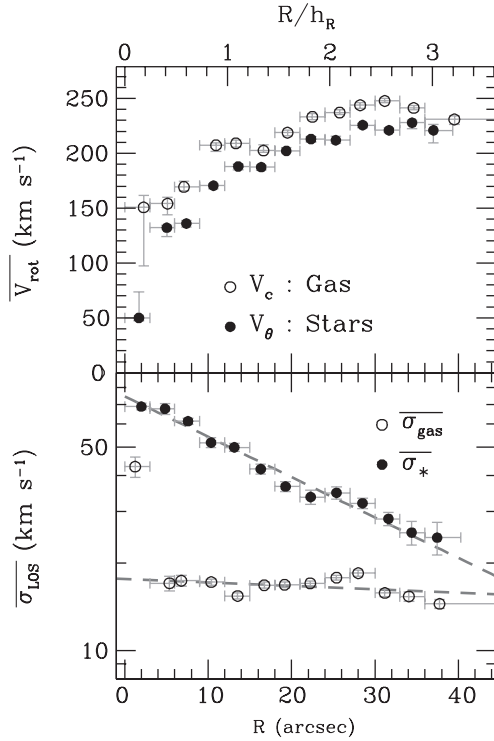 R/h_R
0 1 2 3
250
200
150
100
50
0
V_rot (km s⁻¹)
V_c : Gas
V_θ : Stars
σ_gas
σ_*
50
10
σ_LOS (km s⁻¹)
0 10 20 30 40
R (arcsec)